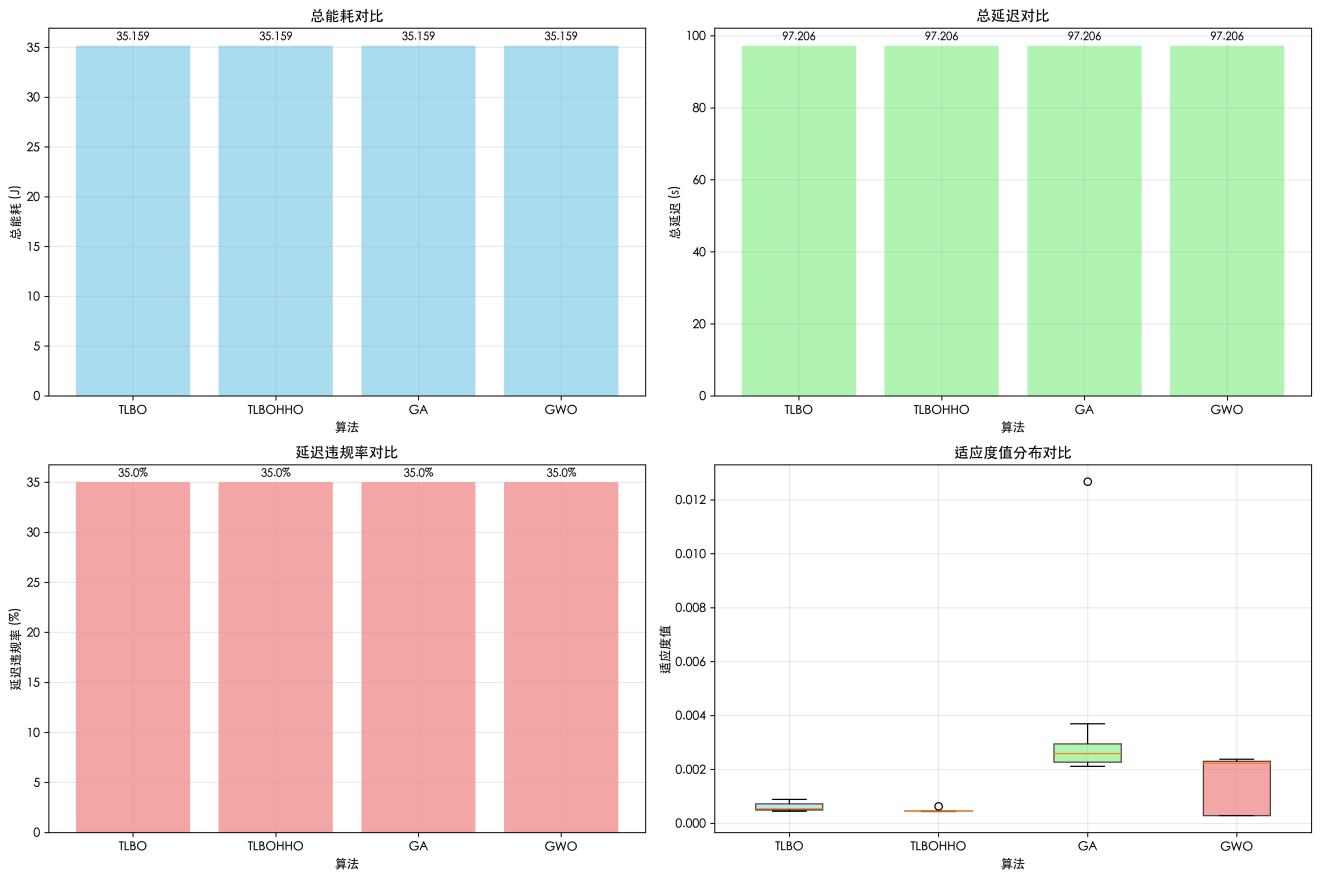 总能耗对比
35.159 35.159 35.159 35.159
35
30
25
20
15
10
5
0
总能耗 (J)
TLBO TLBOHHO GA GWO
算法
总延迟对比
97.206 97.206 97.206 97.206
100
80
60
40
20
0
总延迟 (s)
TLBO TLBOHHO GA GWO
算法
延迟违规率对比
35.0% 35.0% 35.0% 35.0%
35
30
25
20
15
10
5
0
延迟违规率 (%)
TLBO TLBOHHO GA GWO
算法
适应度值分布对比
0.012
0.010
0.008
0.006
0.004
0.002
0.000
适应度值
TLBO TLBOHHO GA GWO
算法